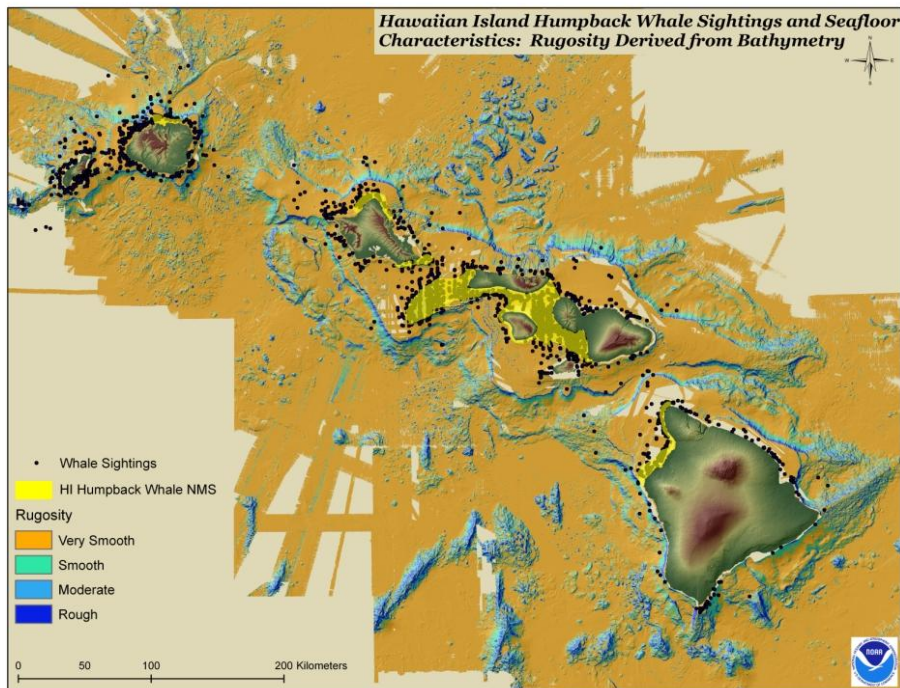 Hawaiian Island Humpback Whale Sightings and Seafloor
Characteristics: Rugosity Derived from Bathymetry
N
W E
S
Whale Sightings
HI Humpback Whale NMS
Rugosity
Very Smooth
Smooth
Moderate
Rough
0 50 100 200 Kilometers
NOAA